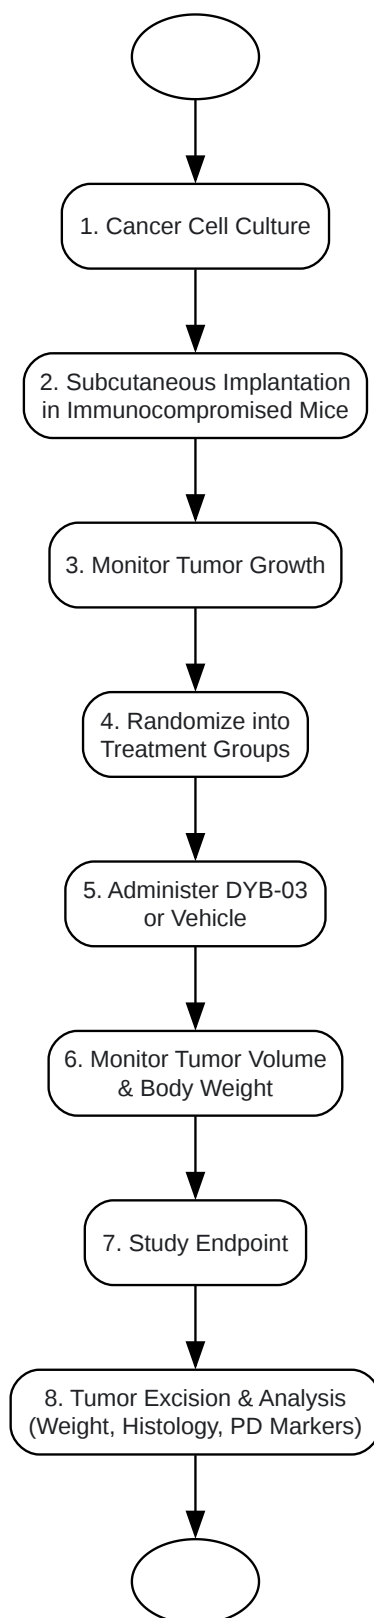 1. Cancer Cell Culture
2. Subcutaneous Implantation
in Immunocompromised Mice
3. Monitor Tumor Growth
4. Randomize into
Treatment Groups
5. Administer DYB-03
or Vehicle
6. Monitor Tumor Volume
& Body Weight
7. Study Endpoint
8. Tumor Excision & Analysis
(Weight, Histology, PD Markers)